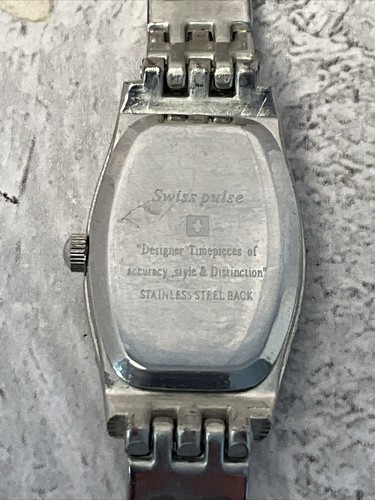 Swiss pulse
"Designer Timepieces of
accuracy ,style & Distinction"
STAINLESS STEEL BACK